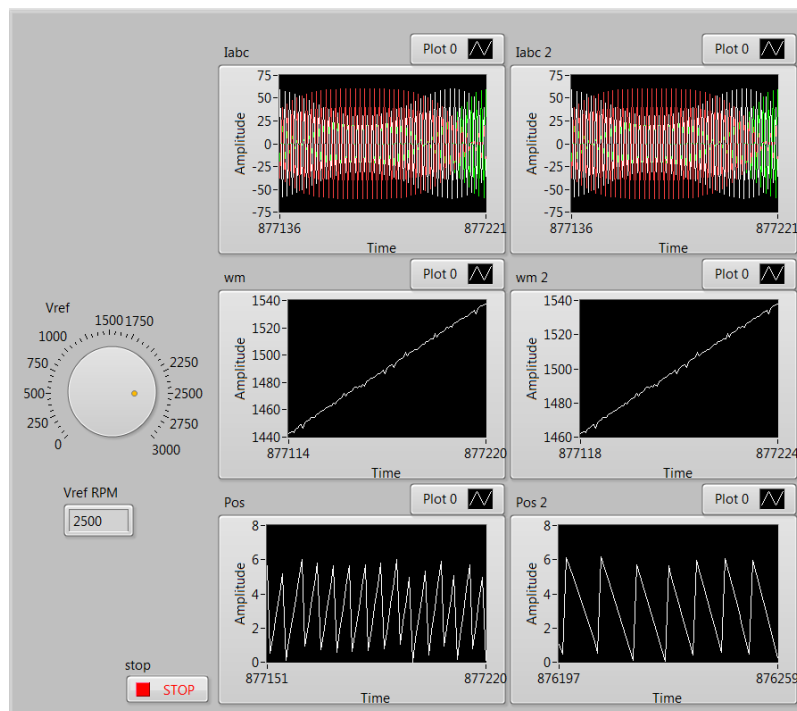 Iabc
Plot 0
75
50
25
0
-25
-50
-75
Amplitude
877136
877221
Time
Iabc 2
Plot 0
75
50
25
0
-25
-50
-75
Amplitude
877136
877221
Time
wm
Plot 0
1540
1520
1500
1480
1460
1440
Amplitude
877114
877220
Time
wm 2
Plot 0
1540
1520
1500
1480
1460
Amplitude
877118
877224
Time
Vref
0
250
500
750
1000
1500
1750
2250
2500
2750
3000
Vref RPM
2500
Pos
Plot 0
8
6
4
2
0
Amplitude
877151
877220
Time
Pos 2
Plot 0
8
6
4
2
0
Amplitude
876197
876259
Time
stop
STOP